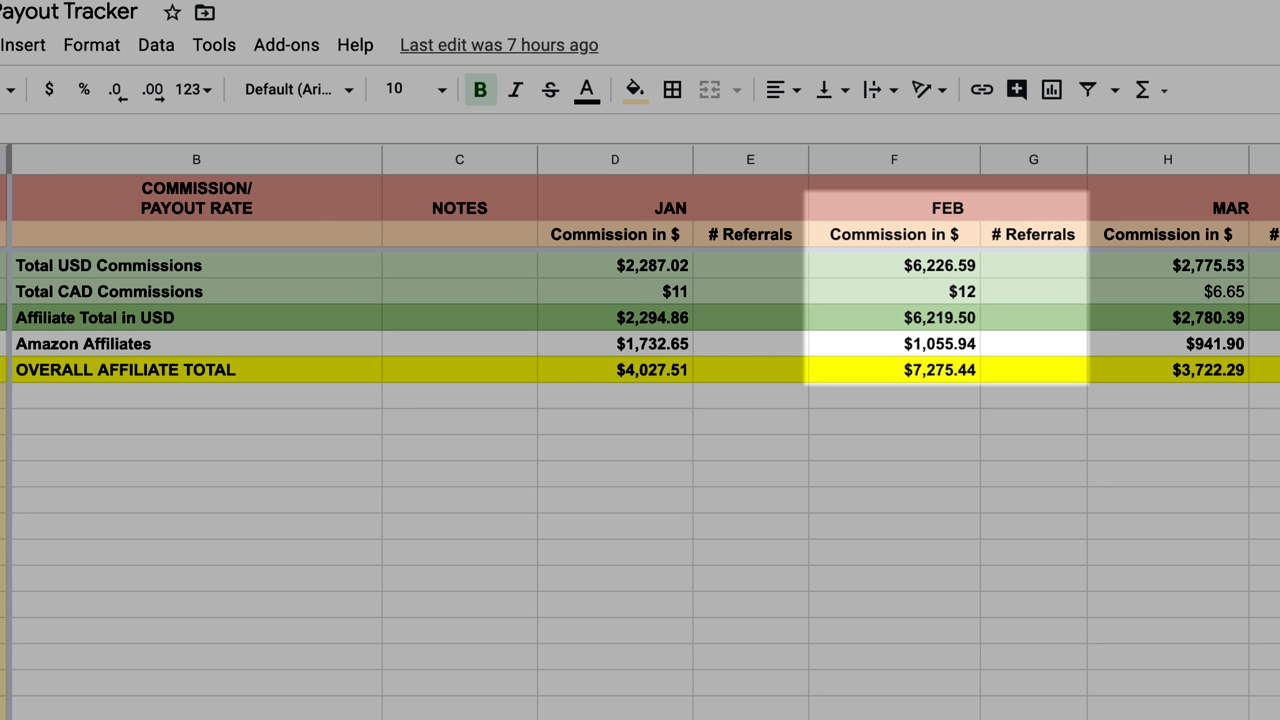 Payout Tracker
Insert Format Data Tools Add-ons Help Last edit was 7 hours ago
$ % .0 .00 123 Default (Ari... 10 B I S A Σ
B C D E F G H
COMMISSION/
PAYOUT RATE NOTES JAN FEB MAR
Commission in $ # Referrals Commission in $ # Referrals Commission in $ #
Total USD Commissions $2,287.02 $6,226.59 $2,775.53
Total CAD Commissions $11 $12 $6.65
Affiliate Total in USD $2,294.86 $6,219.50 $2,780.39
Amazon Affiliates $1,732.65 $1,055.94 $941.90
OVERALL AFFILIATE TOTAL $4,027.51 $7,275.44 $3,722.29